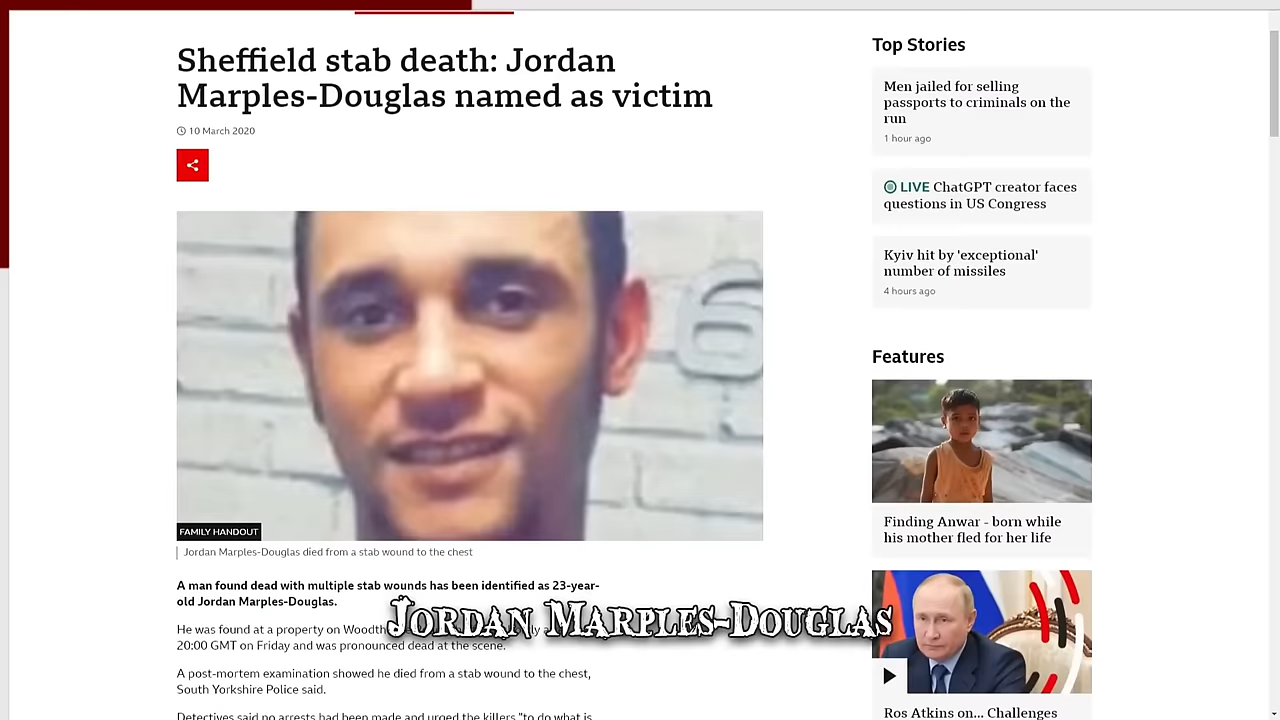 Sheffield stab death: Jordan
Marples-Douglas named as victim
10 March 2020
FAMILY HANDOUT
Jordan Marples-Douglas died from a stab wound to the chest
A man found dead with multiple stab wounds has been identified as 23-year-
old Jordan Marples-Douglas.
He was found at a property on
20:00 GMT on Friday and was pronounced dead at the scene.
A post-mortem examination showed he died from a stab wound to the chest,
South Yorkshire Police said.
Detectives said no arrests had been made and urged the killers "to do what is
Jordan Marples-Douglas
Top Stories
Men jailed for selling
passports to criminals on the
run
1 hour ago
LIVE ChatGPT creator faces
questions in US Congress
Kyiv hit by 'exceptional'
number of missiles
4 hours ago
Features
Finding Anwar - born while
his mother fled for her life
Ros Atkins on... Challenges
6